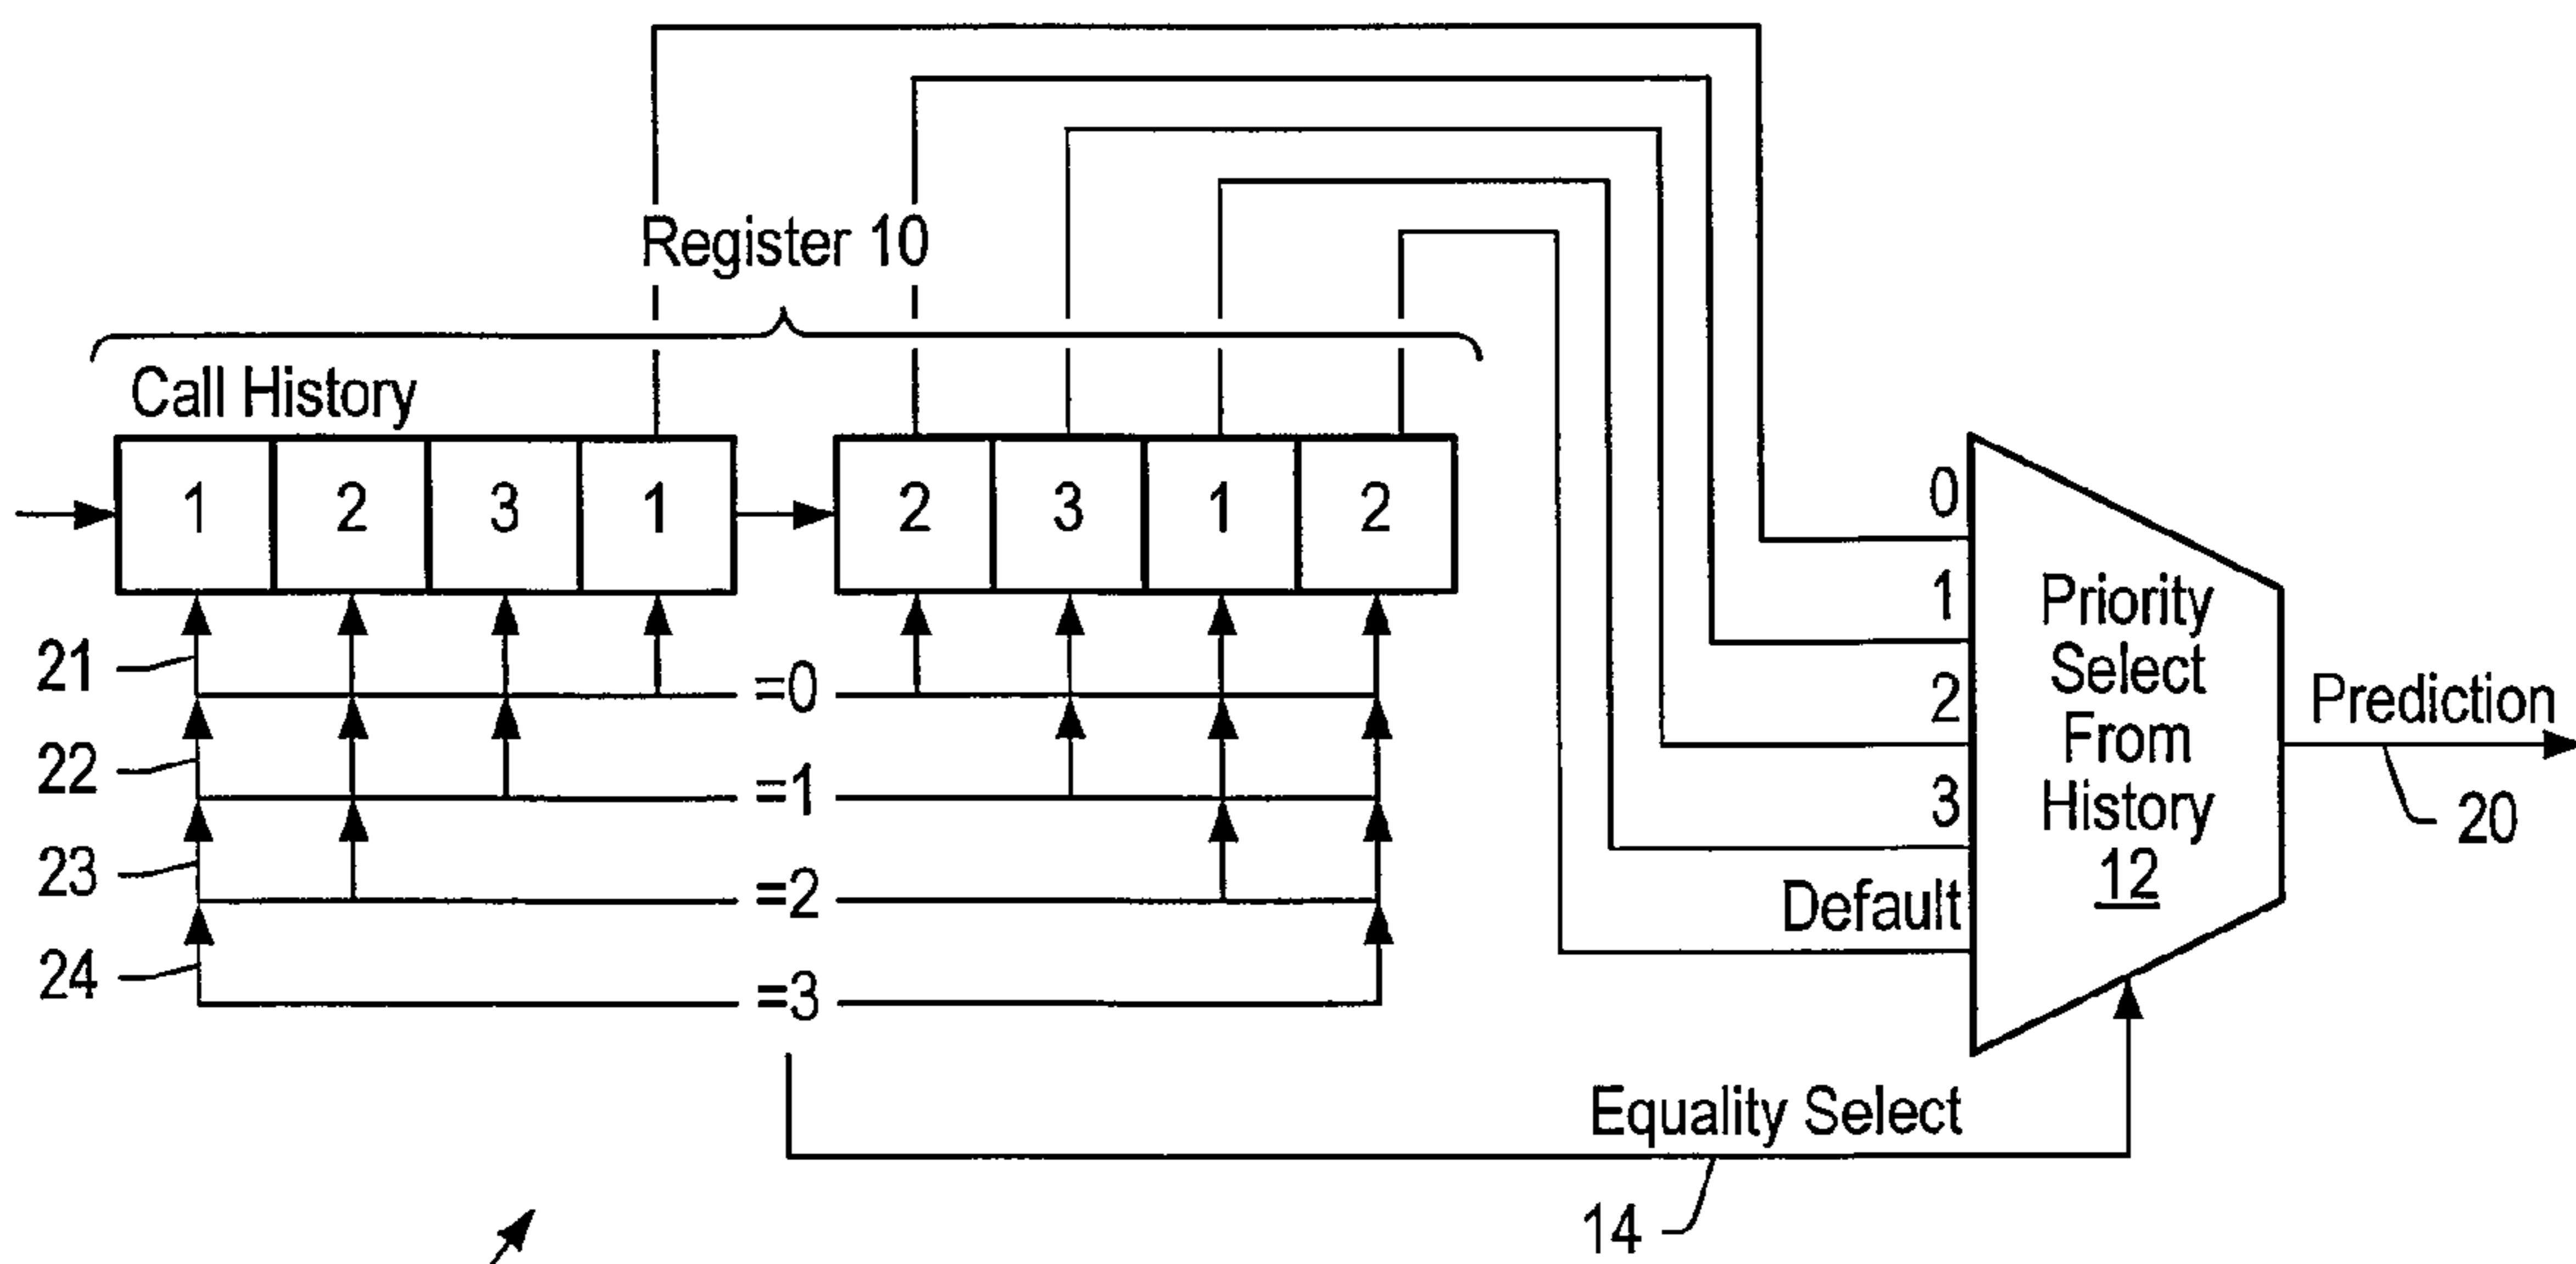 Register 10
Call History
1 2 3 1 2 3 1 2
21
=0
22
=1
23
=2
24
=3
0
1
2
3
Default
Priority
Select
From
History
12
Prediction
20
Equality Select
14